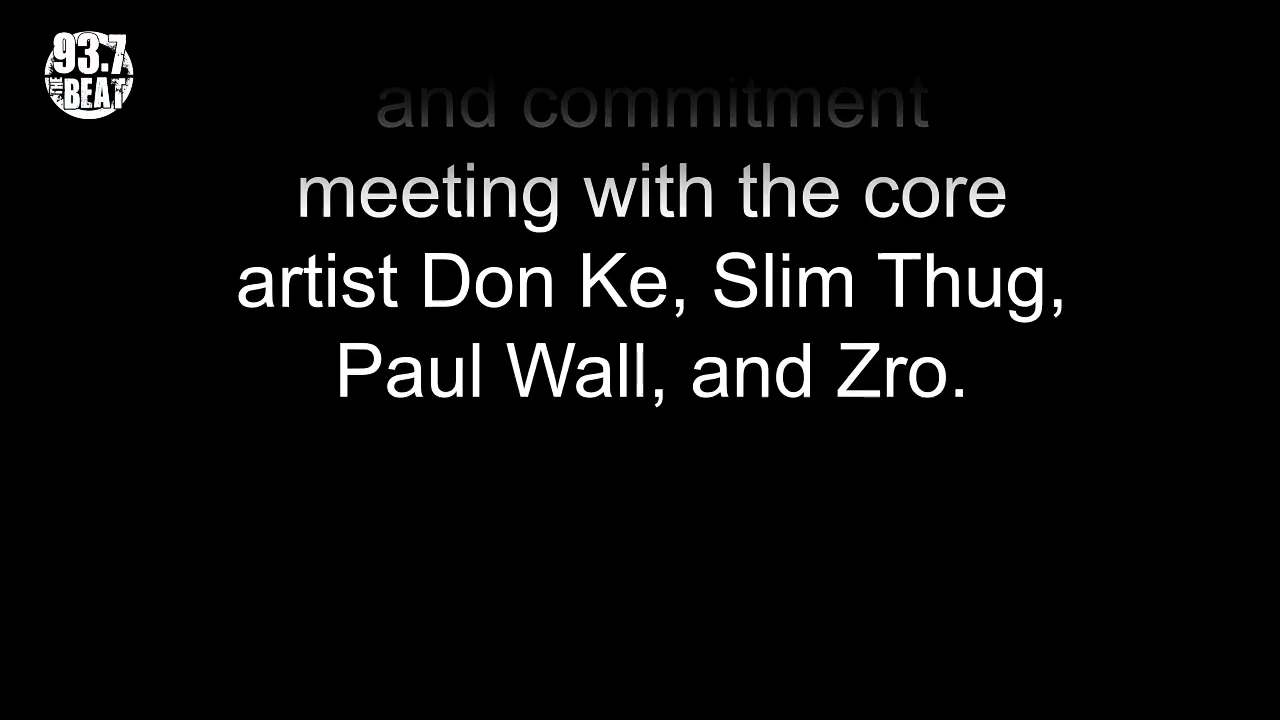 93.7
THE
BEAT
and commitment
meeting with the core
artist Don Ke, Slim Thug,
Paul Wall, and Zro.